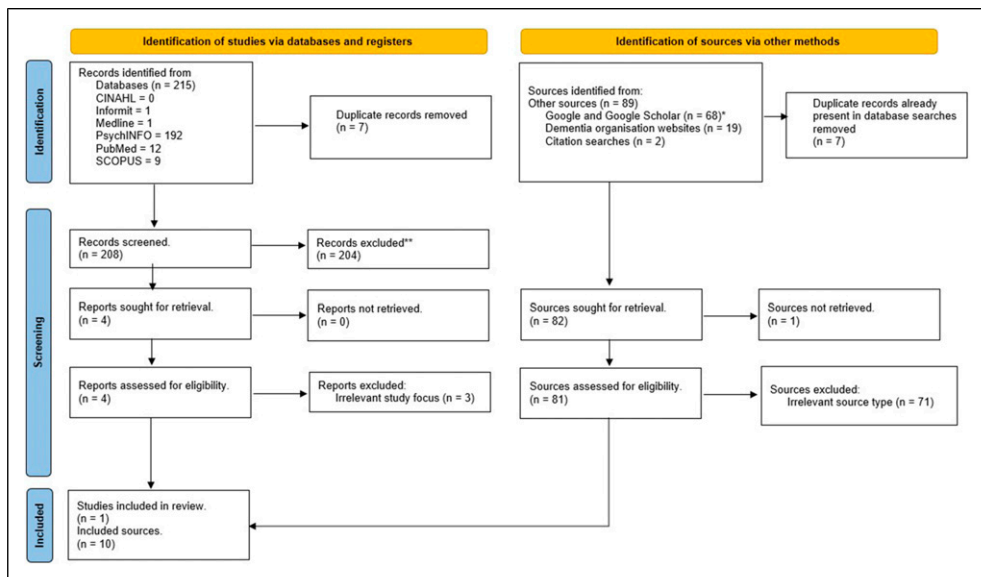 Identification of studies via databases and registers
Identification of sources via other methods
Identification
Records identified from
Databases (n = 215)
CINAHL = 0
Informit = 1
Medline = 1
PsychINFO = 192
PubMed = 12
SCOPUS = 9
Duplicate records removed
(n = 7)
Sources identified from:
Other sources (n = 89)
Google and Google Scholar (n = 68)*
Dementia organisation websites (n = 19)
Citation searches (n = 2)
Duplicate records already
present in database searches
removed
(n = 7)
Screening
Records screened.
(n = 208)
Records excluded**
(n = 204)
Reports sought for retrieval.
(n = 4)
Reports not retrieved.
(n = 0)
Sources sought for retrieval.
(n = 82)
Sources not retrieved.
(n = 1)
Reports assessed for eligibility.
(n = 4)
Reports excluded:
Irrelevant study focus (n = 3)
Sources assessed for eligibility.
(n = 81)
Sources excluded:
Irrelevant source type (n = 71)
Included
Studies included in review.
(n = 1)
Included sources.
(n = 10)